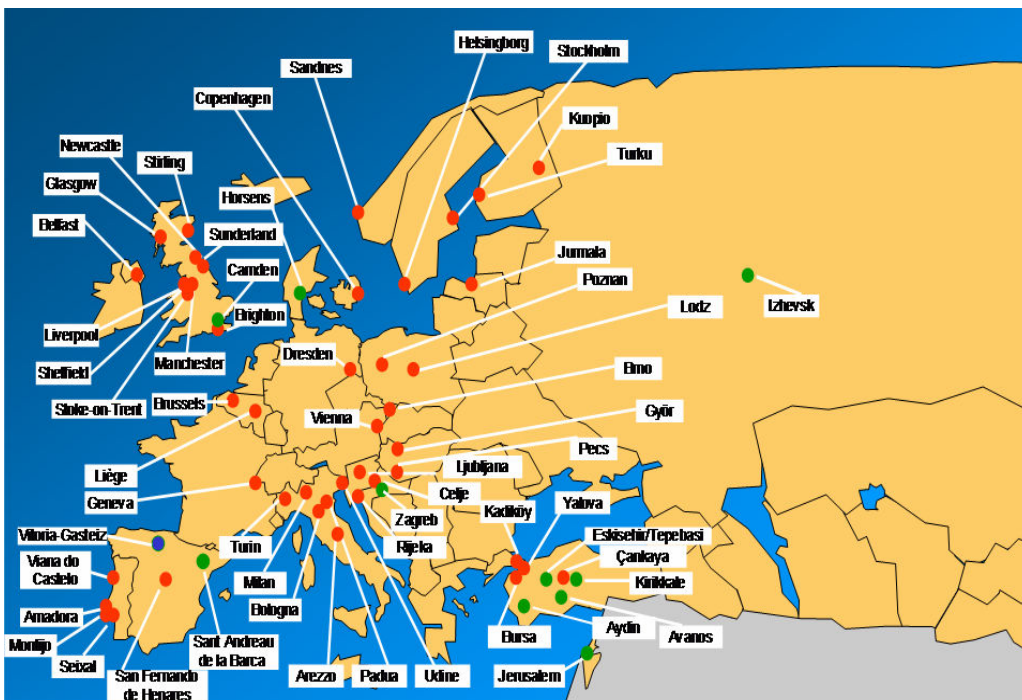 Helsingborg
Stockholm
Sandnes
Copenhagen
Kuopio
Newcastle
Turku
Stirling
Glasgow
Horsens
Belfast
Sunderland
Jurmala
Camden
Poznan
Izhevsk
Lodz
Brighton
Liverpool
Dresden
Manchester
Sheffield
Brno
Brussels
Stoke-on-Trent
Vienna
Györ
Pecs
Liège
Ljubljana
Geneva
Celje
Yalova
Kadiköy
Zagreb
Eskisehir/Tepebasi
Vitoria-Gasteiz
Turin
Rijeka
Çankaya
Viana do
Castelo
Milan
Kirikkale
Bologna
Amadora
Bursa
Aydin
Avanos
Montijo
Sant Andreau
de la Barca
Seixal
San Fernando
de Henares
Arezzo
Padua
Udine
Jerusalem